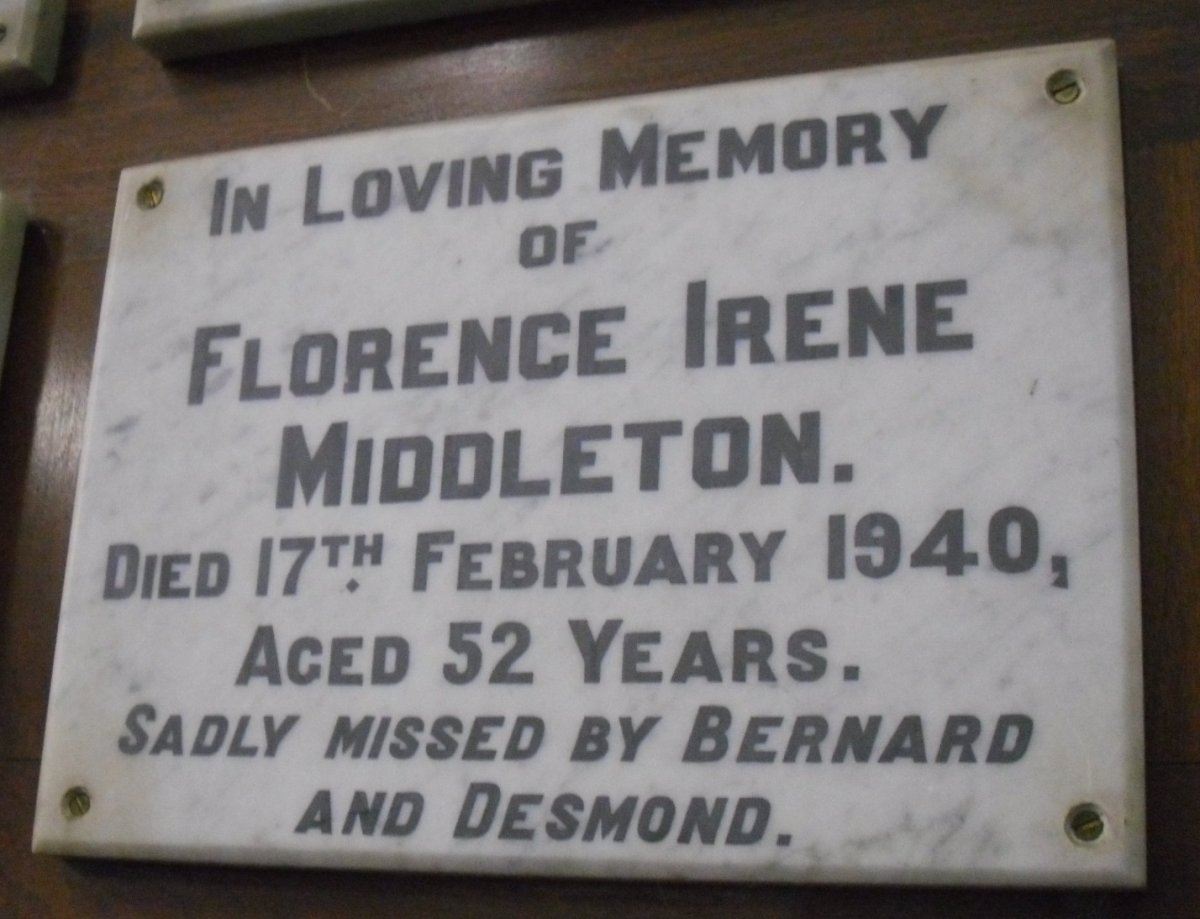 In Loving Memory
of
Florence Irene
Middleton.
Died 17th February 1940,
Aged 52 Years.
Sadly missed by Bernard
and Desmond.